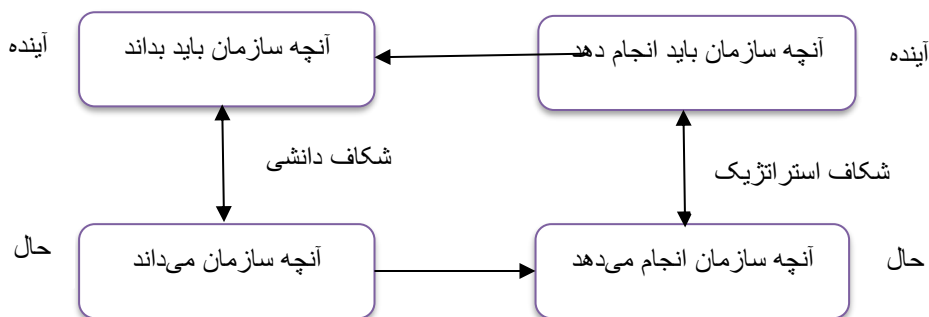 آینده
آنچه سازمان باید انجام دهد
آنچه سازمان باید بداند
آینده
شکاف استراتژیک
شکاف دانشی
حال
آنچه سازمان انجام می‌دهد
آنچه سازمان می‌داند
حال